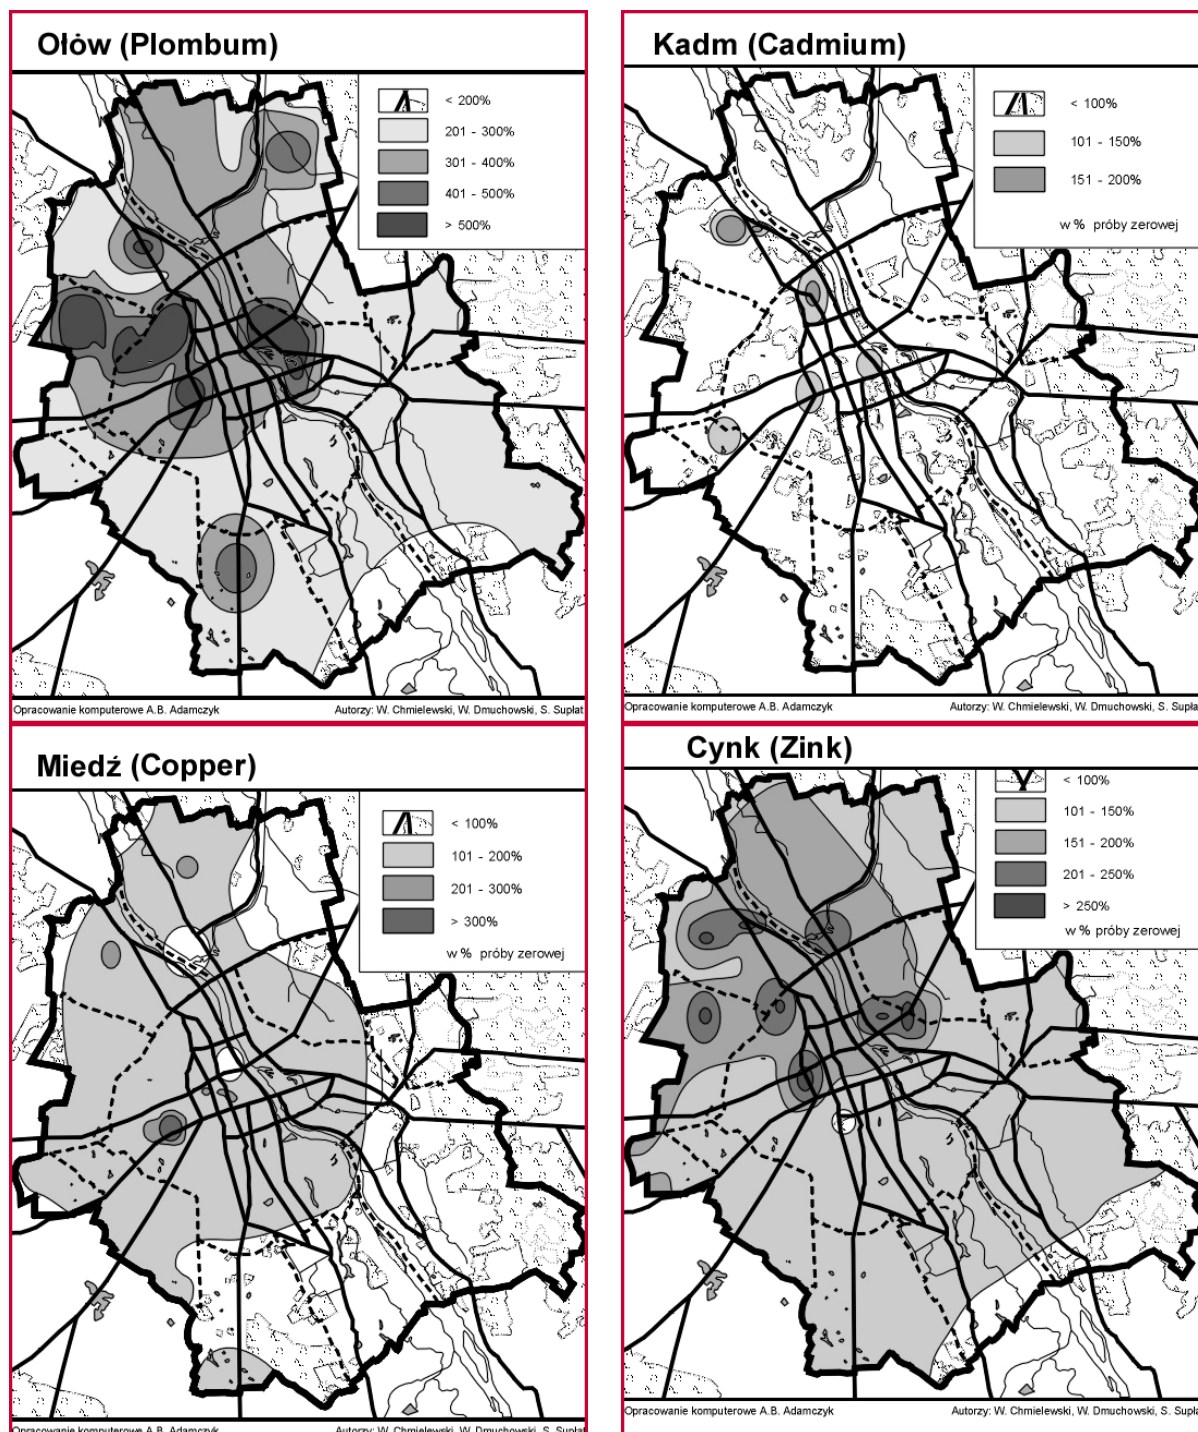 Ołów (Plombum)
< 200%
201 - 300%
301 - 400%
401 - 500%
> 500%
Opracowanie komputerowe A.B. Adamczyk
Autorzy: W. Chmielewski, W. Dmuchowski, S. Supłat
Kadm (Cadmium)
< 100%
101 - 150%
151 - 200%
w % próby zerowej
Opracowanie komputerowe A.B. Adamczyk
Autorzy: W. Chmielewski, W. Dmuchowski, S. Supła
Miedź (Copper)
< 100%
101 - 200%
201 - 300%
> 300%
w % próby zerowej
Opracowanie komputerowe A.B. Adamczyk
Autorzy: W. Chmielewski, W. Dmuchowski, S. Supłat
Cynk (Zink)
< 100%
101 - 150%
151 - 200%
201 - 250%
> 250%
w % próby zerowej
Opracowanie komputerowe A.B. Adamczyk
Autorzy: W. Chmielewski, W. Dmuchowski, S. Supła